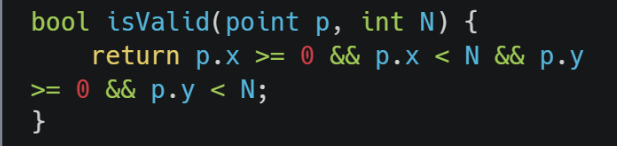 bool isValid(point p, int N) {
    return p.x >= 0 && p.x < N && p.y
>= 0 && p.y < N;
}